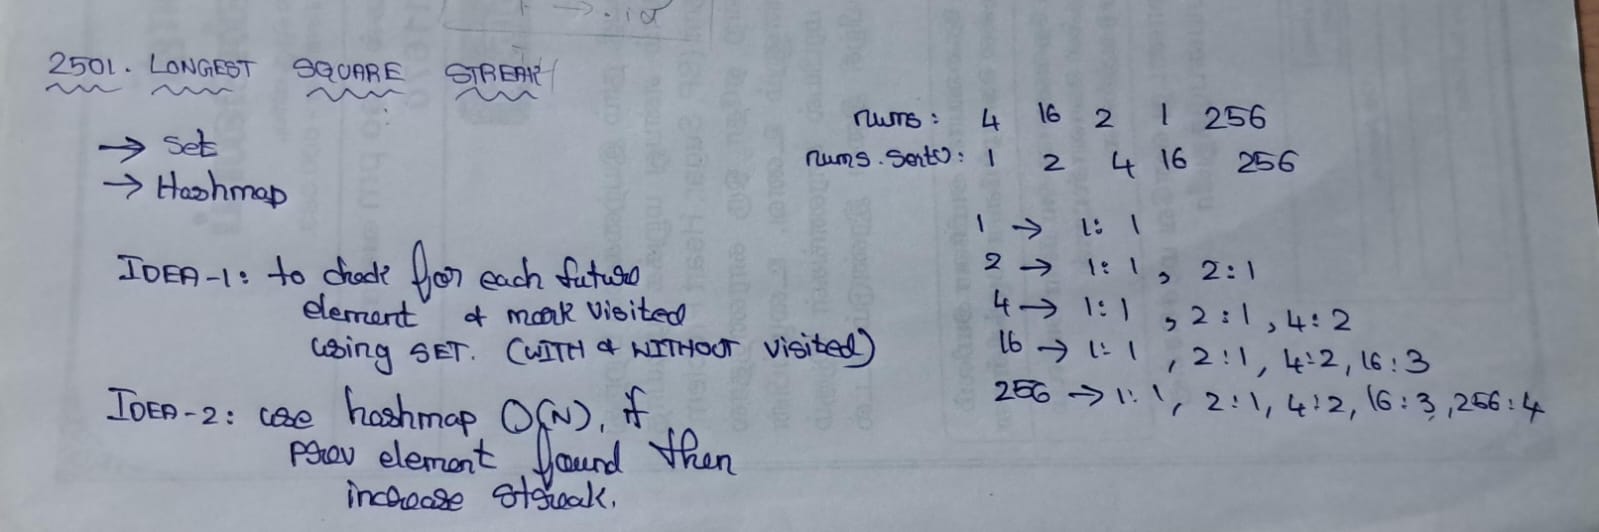 2501. LONGEST SQUARE STREAK
→ Sets
→ Hashmap
IDEA-1: to check for each future
element & mark visited
using SET. (WITH & WITHOUT visited)
IDEA-2: use hashmap O(N), if
prev element found then
increase streak.
nums: 4 16 2 1 256
nums.sort(): 1 2 4 16 256
1 → 1: 1
2 → 1: 1, 2:1
4 → 1:1, 2:1, 4:2
16 → 1:1, 2:1, 4:2, 16:3
256 → 1:1, 2:1, 4:2, 16:3, 256:4